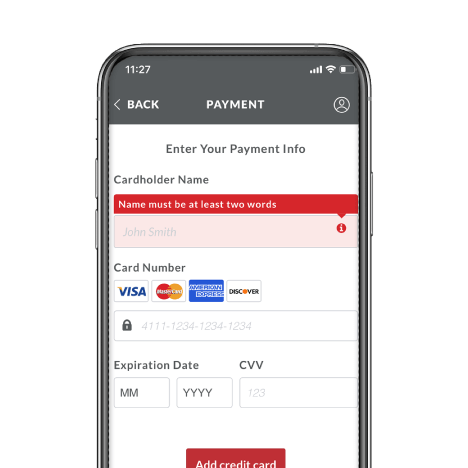 11:27
BACK PAYMENT
Enter Your Payment Info
Cardholder Name
Name must be at least two words
John Smith
Card Number
VISA MasterCard AMERICAN EXPRESS DISCOVER
4111-1234-1234-1234
Expiration Date CVV
MM YYYY 123
Add credit card